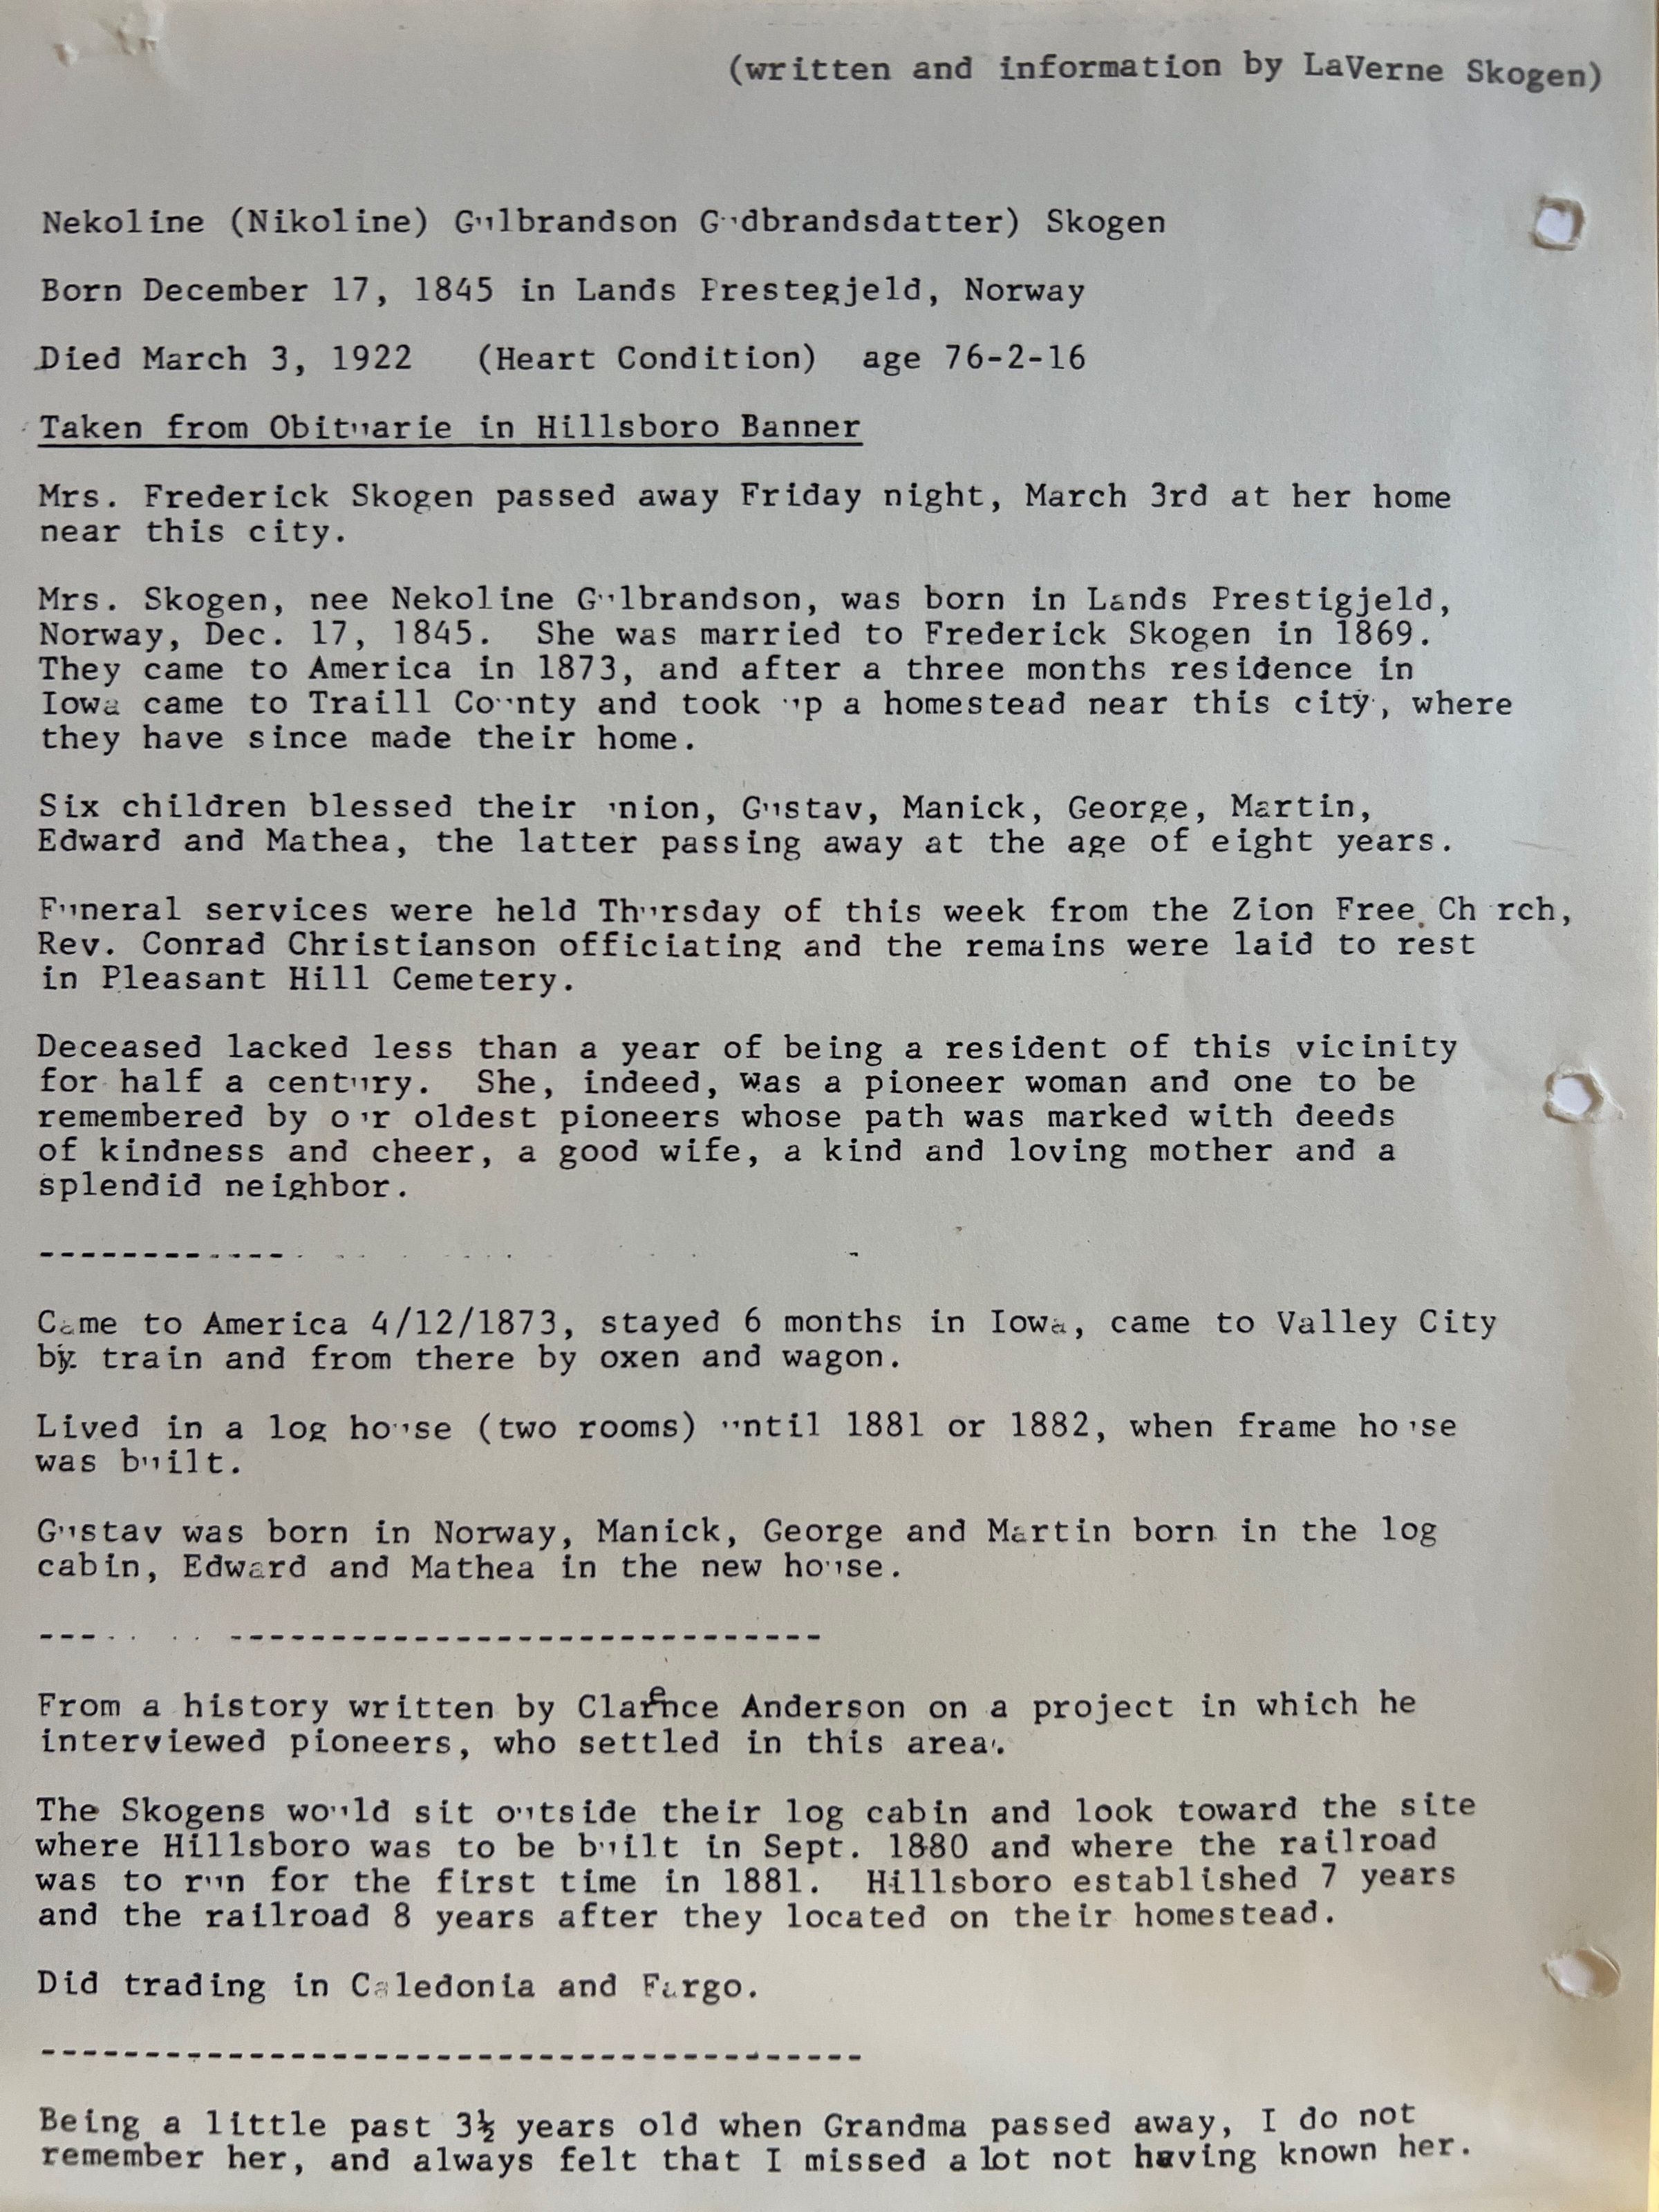 (written and information by LaVerne Skogen)
Nekoline (Nikoline) Gulbrandson Gudbrandsdatter) Skogen
Born December 17, 1845 in Lands Prestegjeld, Norway
Died March 3, 1922 (Heart Condition) age 76-2-16
Taken from Obituarie in Hillsboro Banner
Mrs. Frederick Skogen passed away Friday night, March 3rd at her home
near this city.
Mrs. Skogen, nee Nekoline Gulbrandson, was born in Lands Prestigjeld,
Norway, Dec. 17, 1845. She was married to Frederick Skogen in 1869.
They came to America in 1873, and after a three months residence in
Iowa came to Traill County and took up a homestead near this city, where
they have since made their home.
Six children blessed their union, Gustav, Manick, George, Martin,
Edward and Mathea, the latter passing away at the age of eight years.
Funeral services were held Thursday of this week from the Zion Free Church,
Rev. Conrad Christianson officiating and the remains were laid to rest
in Pleasant Hill Cemetery.
Deceased lacked less than a year of being a resident of this vicinity
for half a century. She, indeed, was a pioneer woman and one to be
remembered by our oldest pioneers whose path was marked with deeds
of kindness and cheer, a good wife, a kind and loving mother and a
splendid neighbor.
Came to America 4/12/1873, stayed 6 months in Iowa, came to Valley City
by train and from there by oxen and wagon.
Lived in a log house (two rooms) until 1881 or 1882, when frame house
was built.
Gustav was born in Norway, Manick, George and Martin born in the log
cabin, Edward and Mathea in the new house.
From a history written by Clarence Anderson on a project in which he
interviewed pioneers, who settled in this area.
The Skogens would sit outside their log cabin and look toward the site
where Hillsboro was to be built in Sept. 1880 and where the railroad
was to run for the first time in 1881. Hillsboro established 7 years
and the railroad 8 years after they located on their homestead.
Did trading in Caledonia and Fargo.
Being a little past 3½ years old when Grandma passed away, I do not
remember her, and always felt that I missed a lot not having known her.